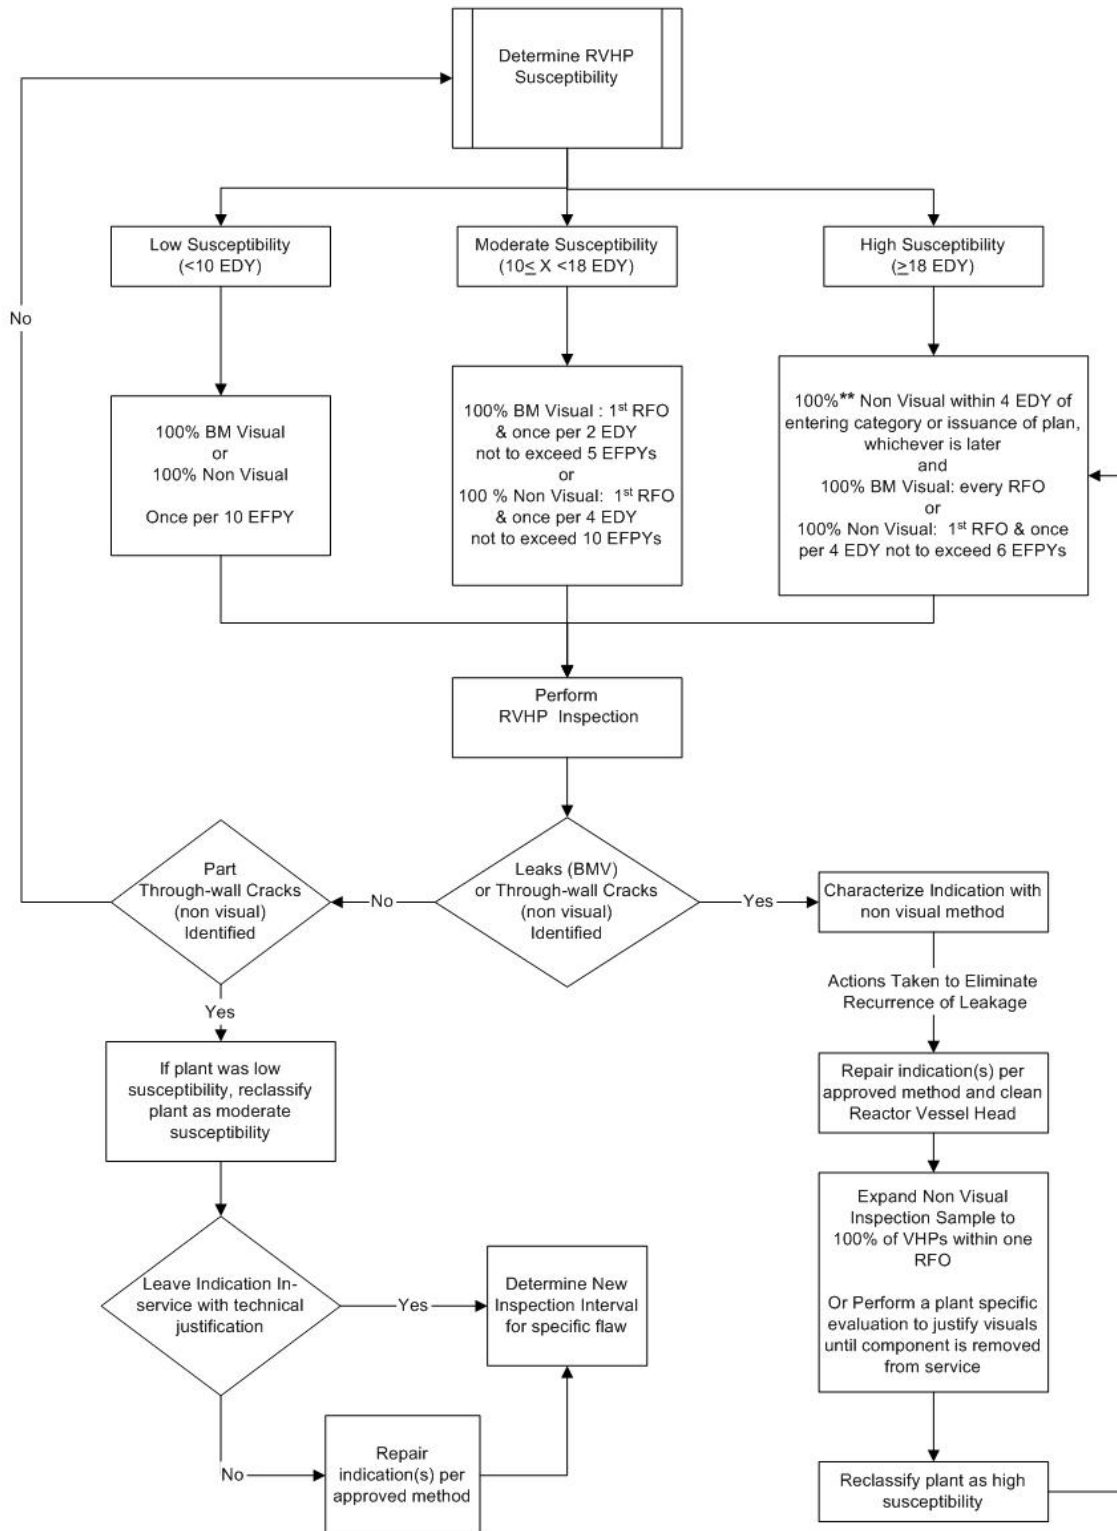 Determine RVHP
Susceptibility
Low Susceptibility
(<10 EDY)
Moderate Susceptibility
(10≤ X <18 EDY)
High Susceptibility
(≥18 EDY)
No
100% BM Visual
or
100% Non Visual
Once per 10 EFPY
100% BM Visual : 1st RFO
& once per 2 EDY
not to exceed 5 EFPYs
or
100 % Non Visual: 1st RFO
& once per 4 EDY
not to exceed 10 EFPYs
100%** Non Visual within 4 EDY of
entering category or issuance of plan,
whichever is later
and
100% BM Visual: every RFO
or
100% Non Visual: 1st RFO & once
per 4 EDY not to exceed 6 EFPYs
Perform
RVHP Inspection
Part
Through-wall Cracks
(non visual)
Identified
No
Leaks (BMV)
or Through-wall Cracks
(non visual)
Identified
Yes
Characterize Indication with
non visual method
Actions Taken to Eliminate
Recurrence of Leakage
Yes
If plant was low
susceptibility, reclassify
plant as moderate
susceptibility
Repair indication(s) per
approved method and clean
Reactor Vessel Head
Expand Non Visual
Inspection Sample to
100% of VHPs within one
RFO
Or Perform a plant specific
evaluation to justify visuals
until component is removed
from service
Leave Indication In-
service with technical
justification
Yes
Determine New
Inspection Interval
for specific flaw
No
Repair
indication(s) per
approved method
Reclassify plant as high
susceptibility